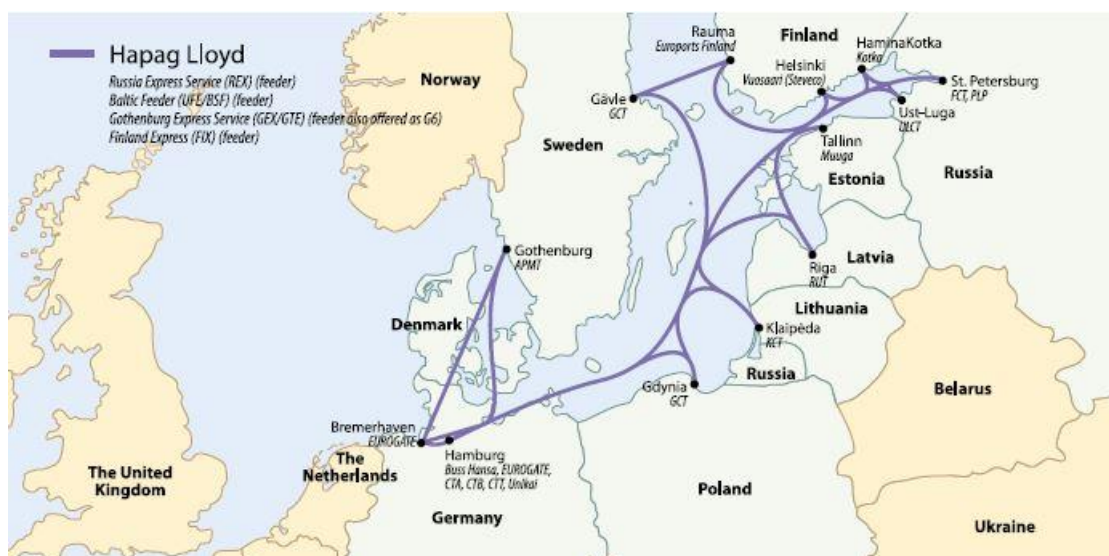 Hapag Lloyd
Russia Express Service (REX) (feeder)
Baltic Feeder (UFE/BSF) (feeder)
Gothenburg Express Service (GEX/GTE) (feeder also offered as G6)
Finland Express (FIX) (feeder)
Norway
Sweden
Finland
Rauma
Euroports Finland
HaminaKotka
Kotka
Helsinki
Vuosaari (Steveco)
St. Petersburg
FCT, PLP
Gävle
GCT
Ust-Luga
ULCT
Tallinn
Muuga
Estonia
Russia
Gothenburg
APMT
Riga
RUT
Latvia
Lithuania
Denmark
Klaipėda
KCT
Russia
Gdynia
GCT
Belarus
Bremerhaven
EUROGATE
Hamburg
Buss Hansa, EUROGATE,
CTA, CTB, CTT, Unikai
The
Netherlands
The United
Kingdom
Germany
Poland
Ukraine